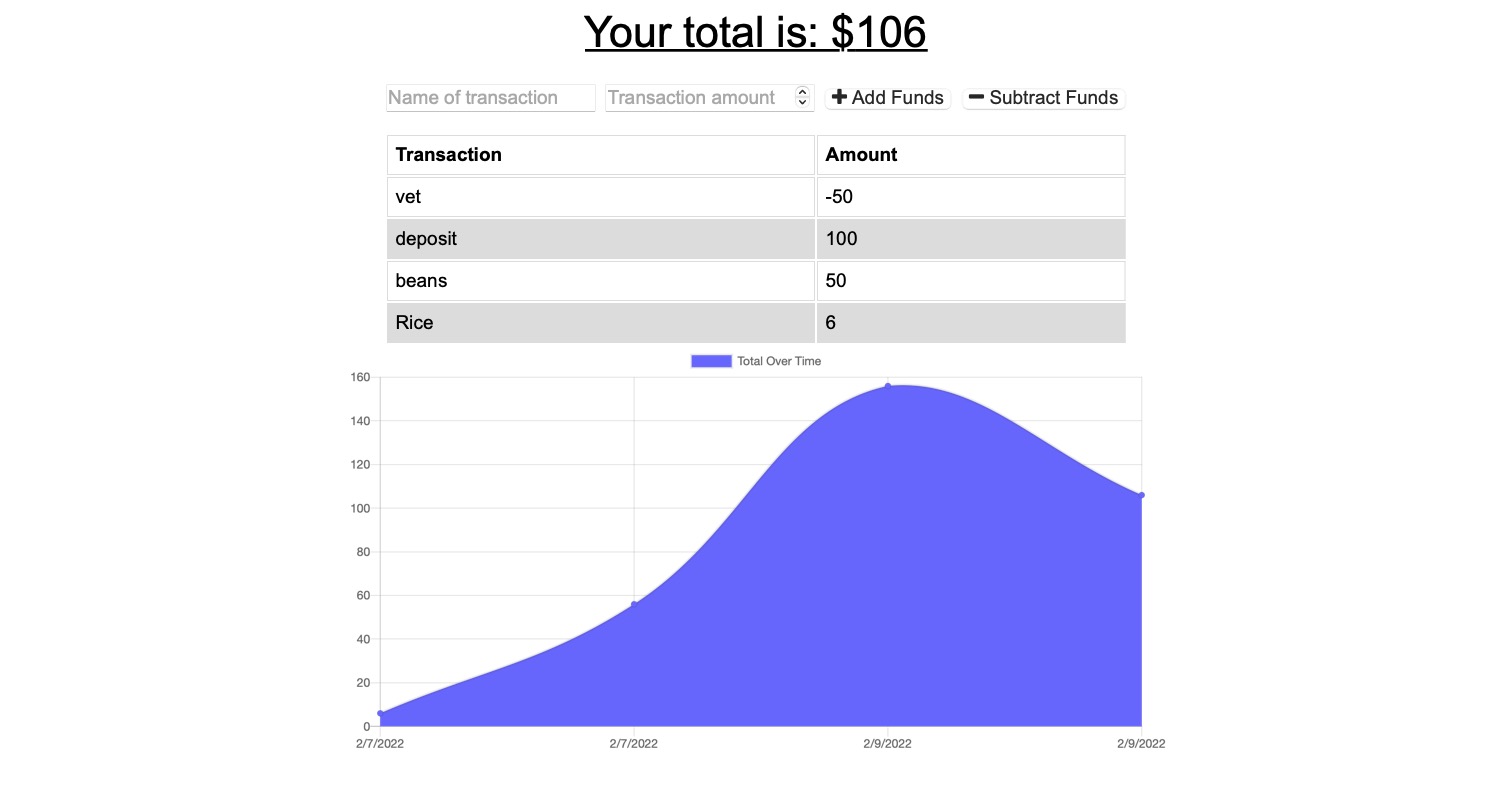 Your total is: $106
Name of transaction Transaction amount Add Funds Subtract Funds
Transaction Amount
vet -50
deposit 100
beans 50
Rice 6
Total Over Time
160
140
120
100
80
60
40
20
0
2/7/2022 2/7/2022 2/9/2022 2/9/2022